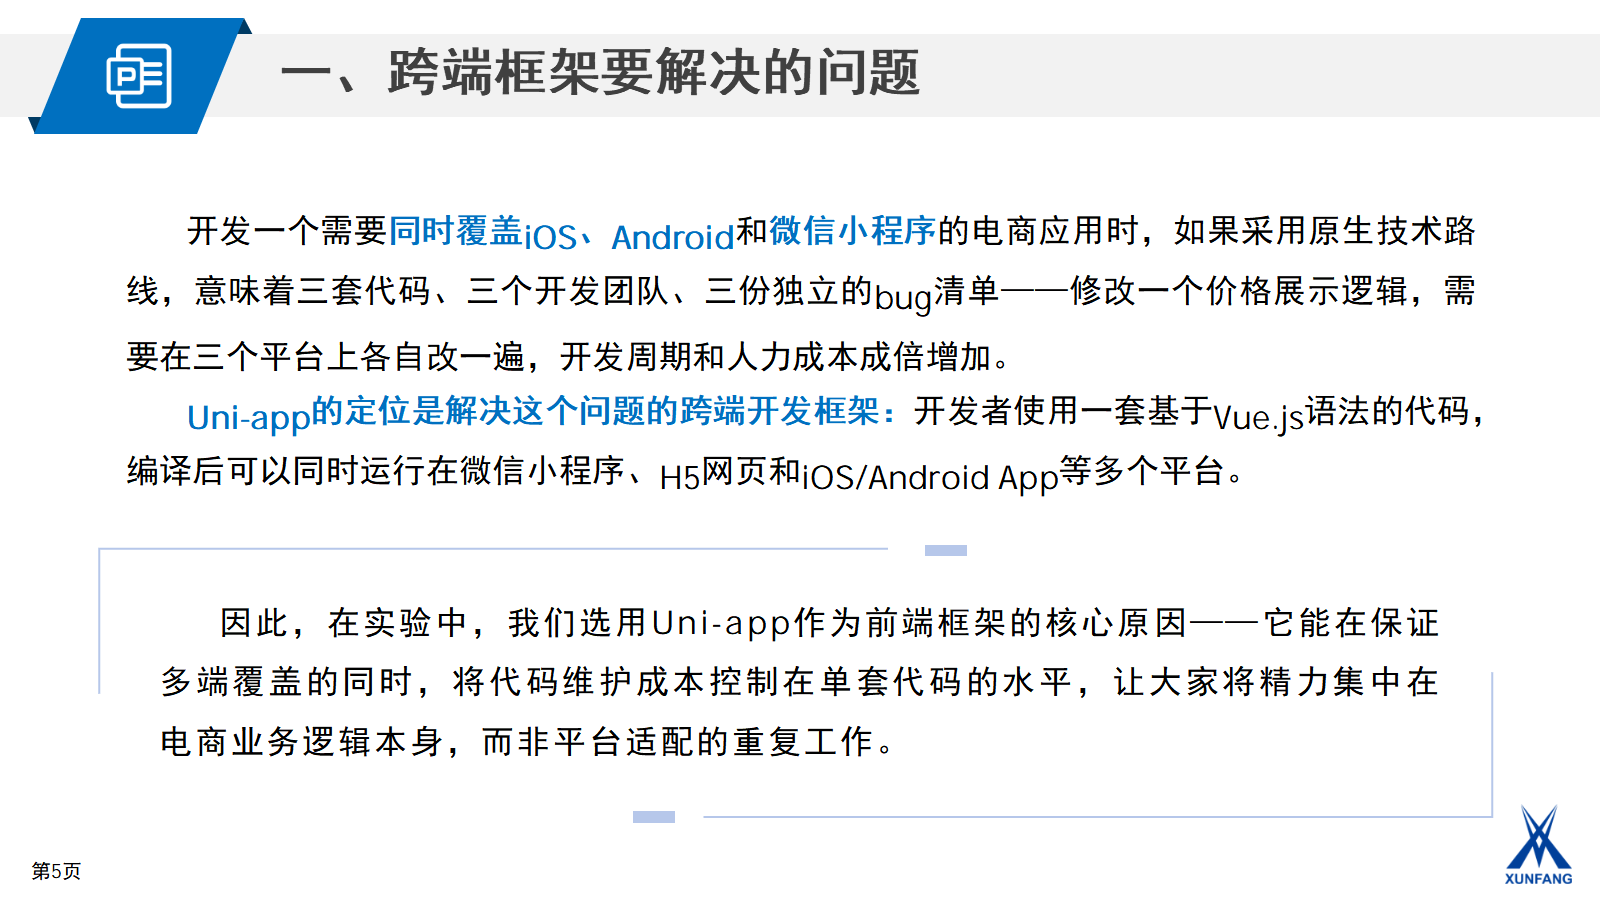 一、跨端框架要解决的问题
开发一个需要同时覆盖iOS、Android和微信小程序的电商应用时，如果采用原生技术路
线，意味着三套代码、三个开发团队、三份独立的bug清单——修改一个价格展示逻辑，需
要在三个平台上各自改一遍，开发周期和人力成本成倍增加。
Uni-app的定位是解决这个问题的跨端开发框架：开发者使用一套基于Vue.js语法的代码，
编译后可以同时运行在微信小程序、H5网页和iOS/Android App等多个平台。
因此，在实验中，我们选用Uni-app作为前端框架的核心原因——它能在保证
多端覆盖的同时，将代码维护成本控制在单套代码的水平，让大家将精力集中在
电商业务逻辑本身，而非平台适配的重复工作。
第5页
XUNFANG